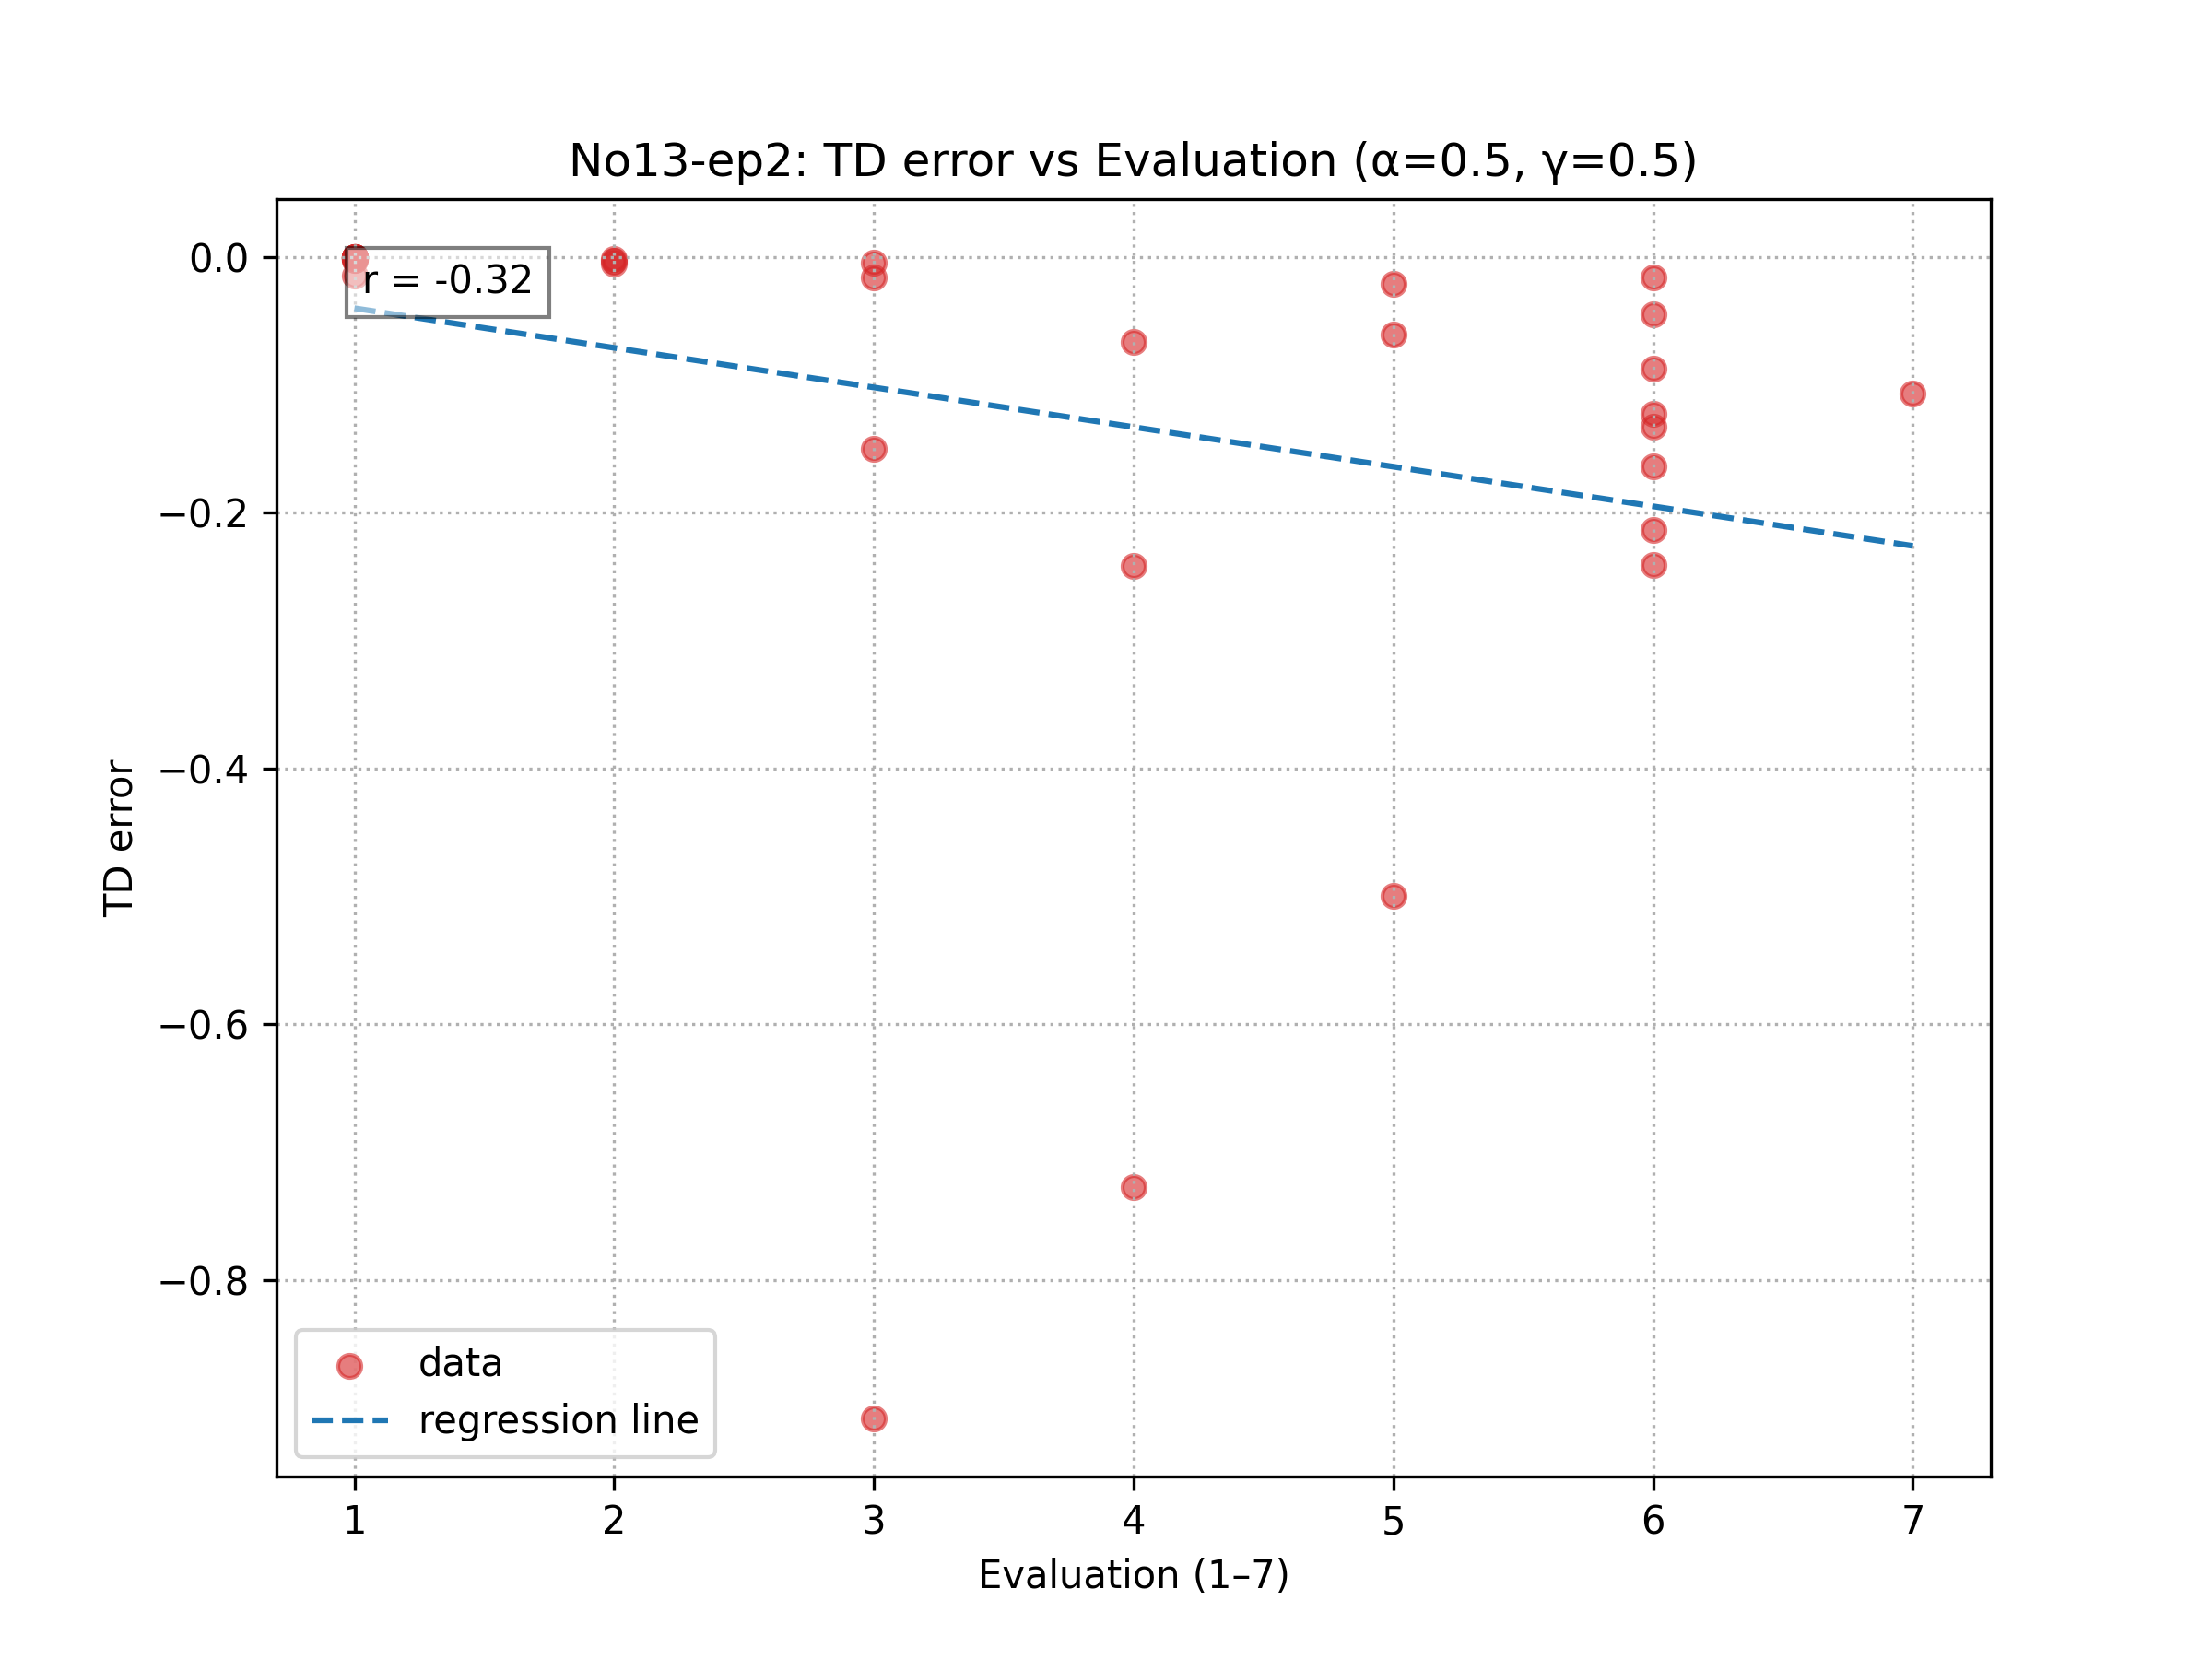 No13-ep2: TD error vs Evaluation (α=0.5, γ=0.5)
0.0
−0.2
−0.4
−0.6
−0.8
TD error
r = -0.32
data
regression line
1 2 3 4 5 6 7
Evaluation (1–7)